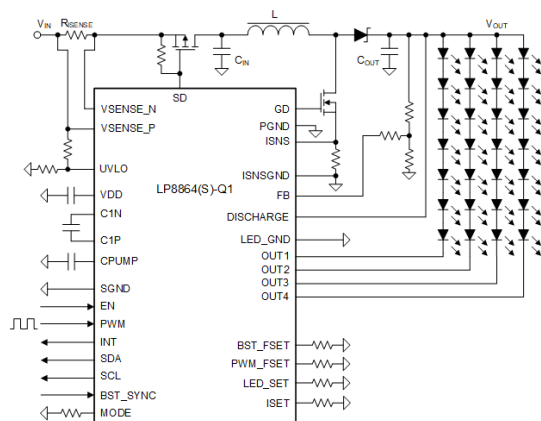 VIN RISENSE L VOUT
CIN COUT
SD
VSENSE_N GD
VSENSE_P PGND
ISNS
UVLO ISNSGND
LP8864(S)-Q1
VDD FB
C1N DISCHARGE
C1P LED_GND
OUT1
CPUMP OUT2
SGND OUT3
EN OUT4
PWM
INT BST_FSET
SDA PWM_FSET
SCL LED_SET
BST_SYNC ISET
MODE